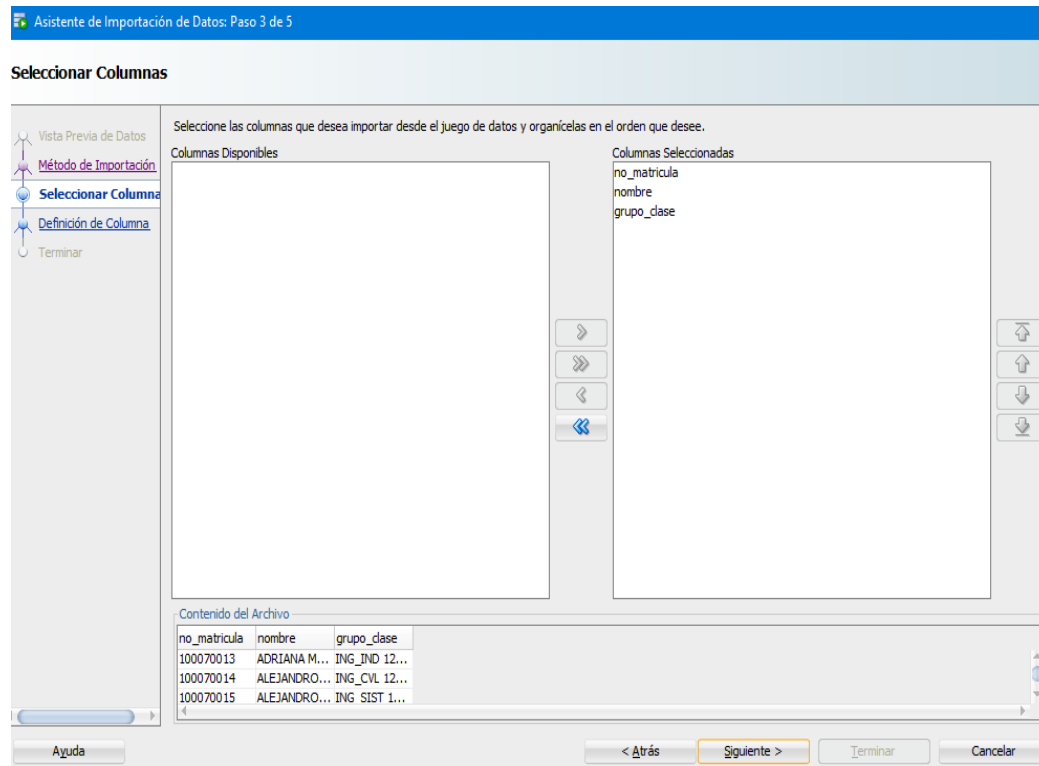 Asistente de Importación de Datos: Paso 3 de 5
Seleccionar Columnas
Vista Previa de Datos
Método de Importación
Seleccionar Columna
Definición de Columna
Terminar
Seleccione las columnas que desea importar desde el juego de datos y organícelas en el orden que desee.
Columnas Disponibles
Columnas Seleccionadas
no_matricula
nombre
grupo_clase
Contenido del Archivo
no_matricula nombre grupo_clase
100070013 ADRIANA M... ING_IND 12...
100070014 ALEJANDRO... ING_CVL 12...
100070015 ALEJANDRO... ING SIST 1...
Ayuda < Atrás Siguiente > Terminar Cancelar